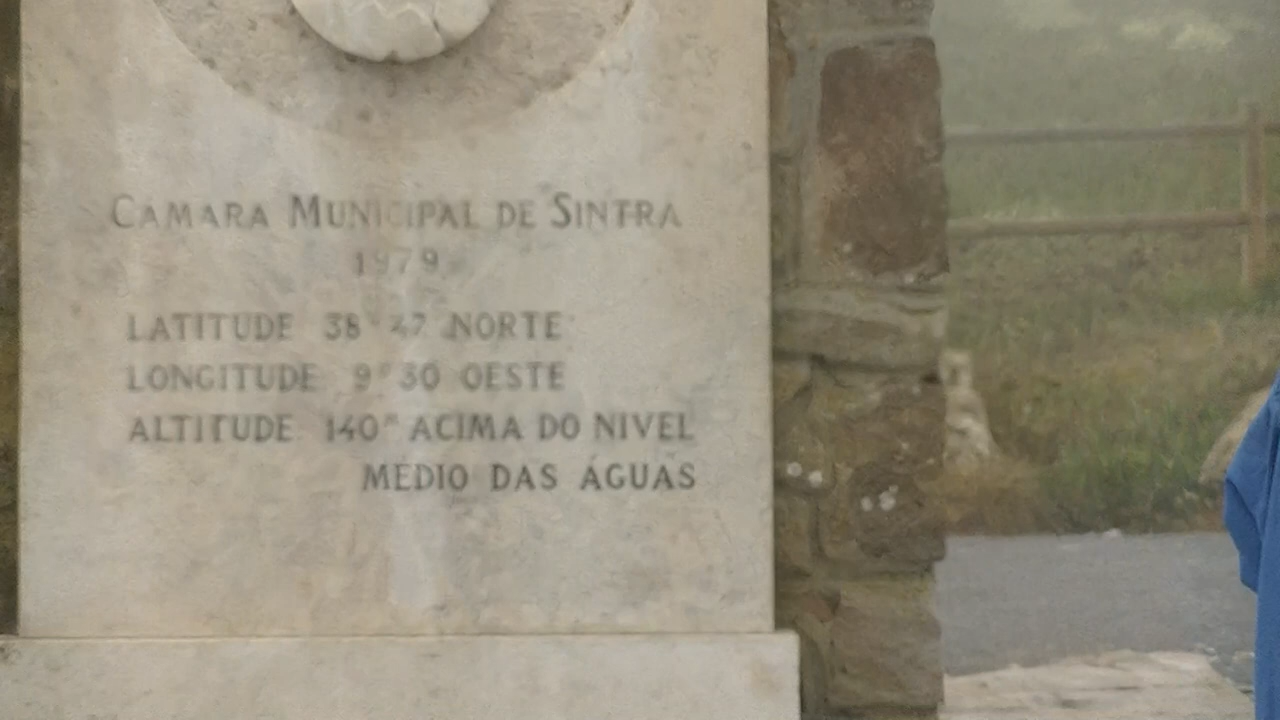 CAMARA MUNICIPAL DE SINTRA
1979
LATITUDE 38° 47' NORTE
LONGITUDE 9° 30' OESTE
ALTITUDE 140ᵐ ACIMA DO NIVEL
MEDIO DAS ÁGUAS